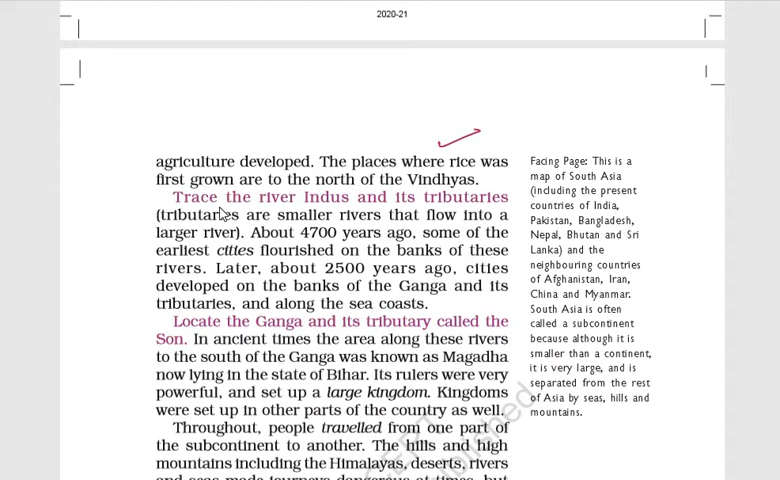 2020-21
agriculture developed. The places where rice was
first grown are to the north of the Vindhyas.
Trace the river Indus and its tributaries
(tributaries are smaller rivers that flow into a
larger river). About 4700 years ago, some of the
earliest cities flourished on the banks of these
rivers. Later, about 2500 years ago, cities
developed on the banks of the Ganga and its
tributaries, and along the sea coasts.
Locate the Ganga and its tributary called the
Son. In ancient times the area along these rivers
to the south of the Ganga was known as Magadha
now lying in the state of Bihar. Its rulers were very
powerful, and set up a large kingdom. Kingdoms
were set up in other parts of the country as well.
Throughout, people travelled from one part of
the subcontinent to another. The hills and high
mountains including the Himalayas, deserts, rivers
and seas made journeys dangerous at times, but
Facing Page: This is a
map of South Asia
(including the present
countries of India,
Pakistan, Bangladesh,
Nepal, Bhutan and Sri
Lanka) and the
neighbouring countries
of Afghanistan, Iran,
China and Myanmar.
South Asia is often
called a subcontinent
because although it is
smaller than a continent,
it is very large, and is
separated from the rest
of Asia by seas, hills and
mountains.